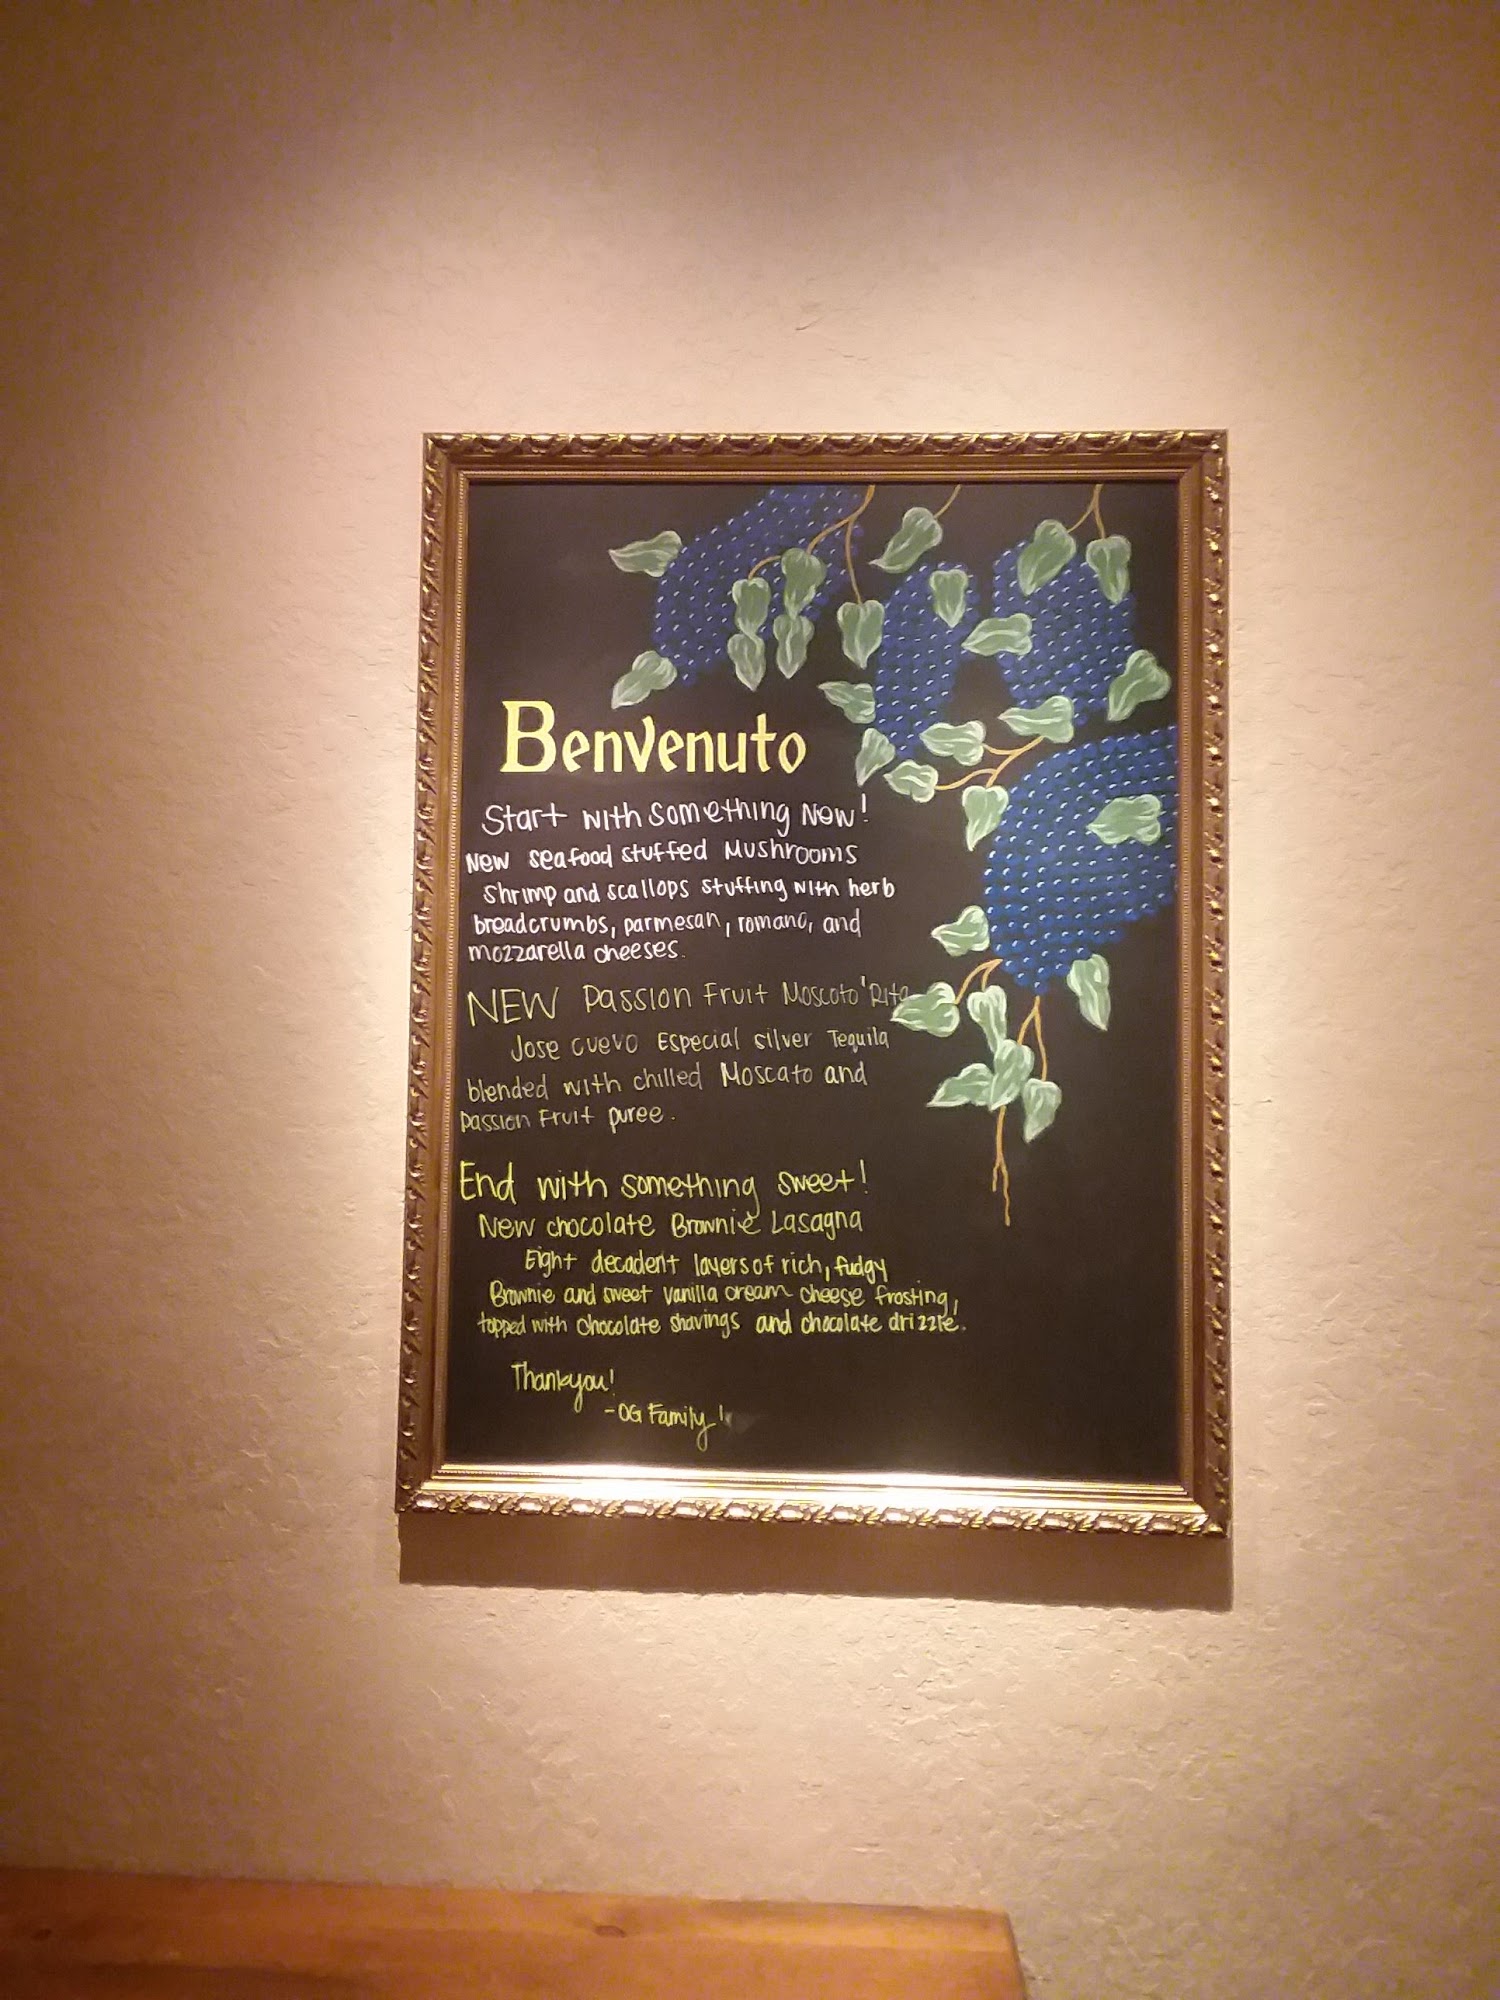 Benvenuto
Start with something New!
New seafood stuffed Mushrooms
Shrimp and scallops stuffing with herb
breadcrumbs, parmesan, romano, and
mozzarella cheeses.
NEW Passion Fruit Moscoto'Rita
Jose cuevo Especial silver Tequila
blended with chilled Moscato and
Passion Fruit puree.
End with something sweet!
New chocolate Brownie Lasagna
Eight decadent layers of rich, fudgy
Brownie and sweet vanilla cream cheese frosting,
topped with chocolate shavings and chocolate drizzle.
Thankyou!
-OG Family!